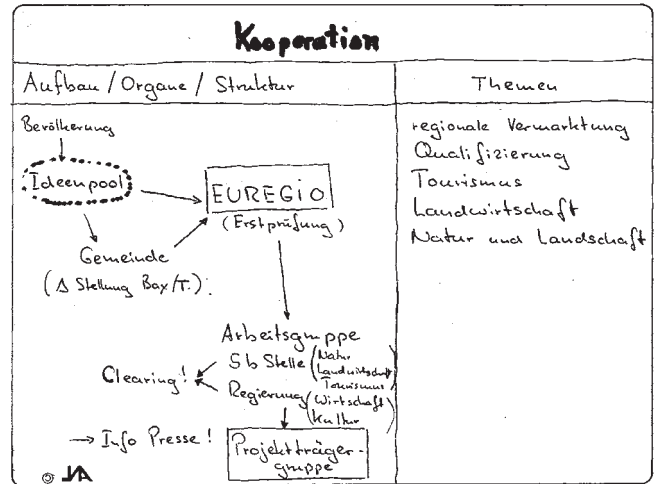 Kooperation
Aufbau / Organe / Struktur
Themen
Bevölkerung
Ideenpool
EUREGIO
(Erstprüfung)
Gemeinde
(Δ Stellung Bay/T.)
Arbeitsgruppe
Sb Stelle (Natur
Landwirtschaft
Tourismus)
Clearing!
Regierung (Wirtschaft
Kultur)
→ Info Presse!
Projektträger-
gruppe
regionale Vermarktung
Qualifizierung
Tourismus
Landwirtschaft
Natur und Landschaft